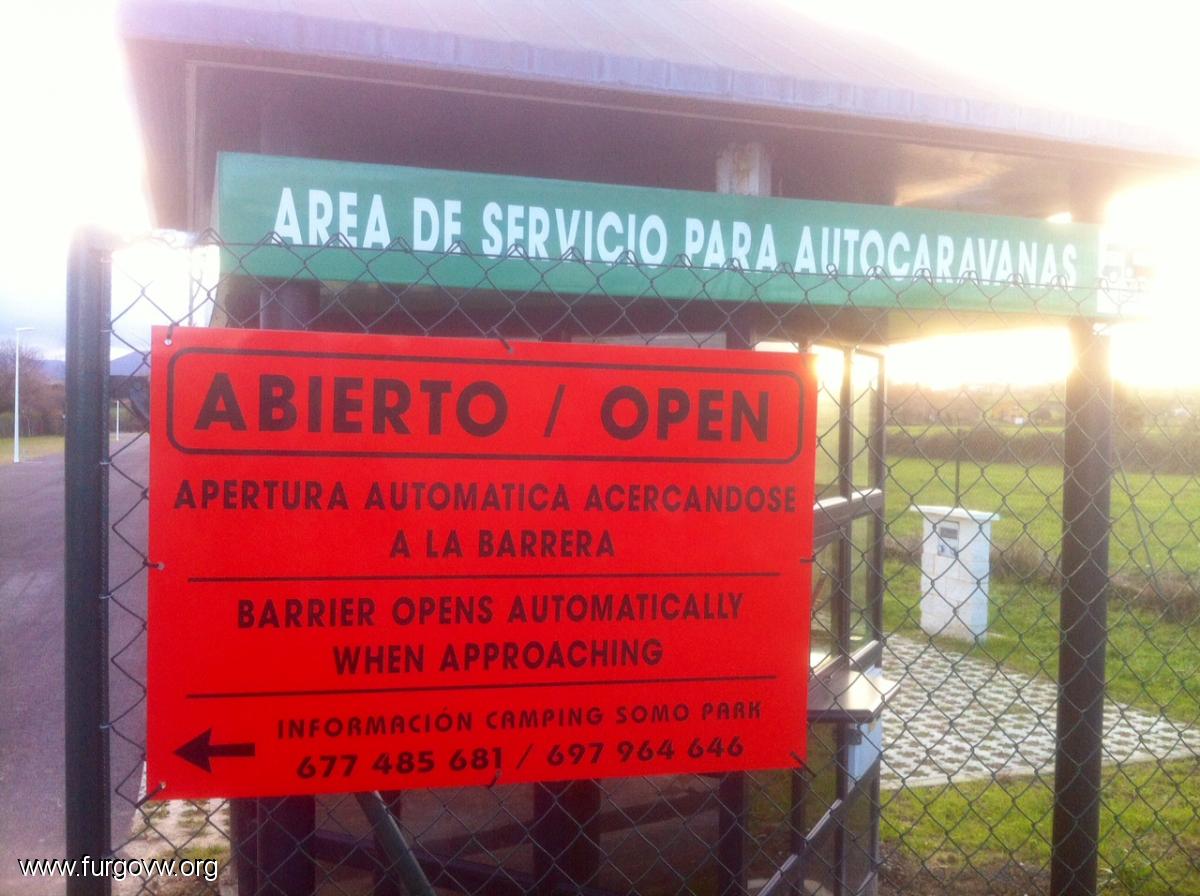 AREA DE SERVICIO PARA AUTOCARAVANAS
ABIERTO / OPEN
APERTURA AUTOMATICA ACERCANDOSE
A LA BARRERA
BARRIER OPENS AUTOMATICALLY
WHEN APPROACHING
INFORMACIÓN CAMPING SOMO PARK
677 485 681 / 697 964 646
www.furgovw.org